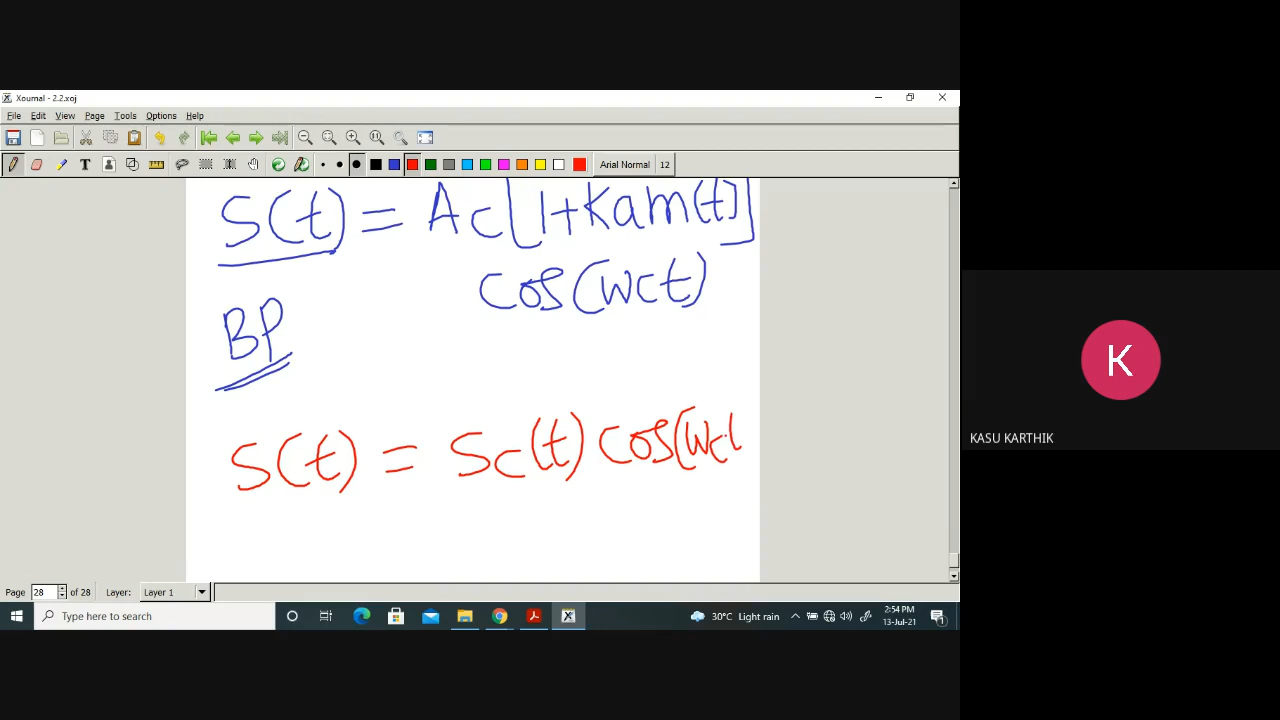 Xournal - 2.2.xoj
File Edit View Page Tools Options Help
Arial Normal 12
S(t) = Ac[1+Kam(t)]
Cos(Wct)
BP
S(t) = Sc(t) Cos(Wc
K
KASU KARTHIK
Page 28 of 28 Layer: Layer 1
Type here to search
30°C Light rain
2:54 PM
13-Jul-21
1